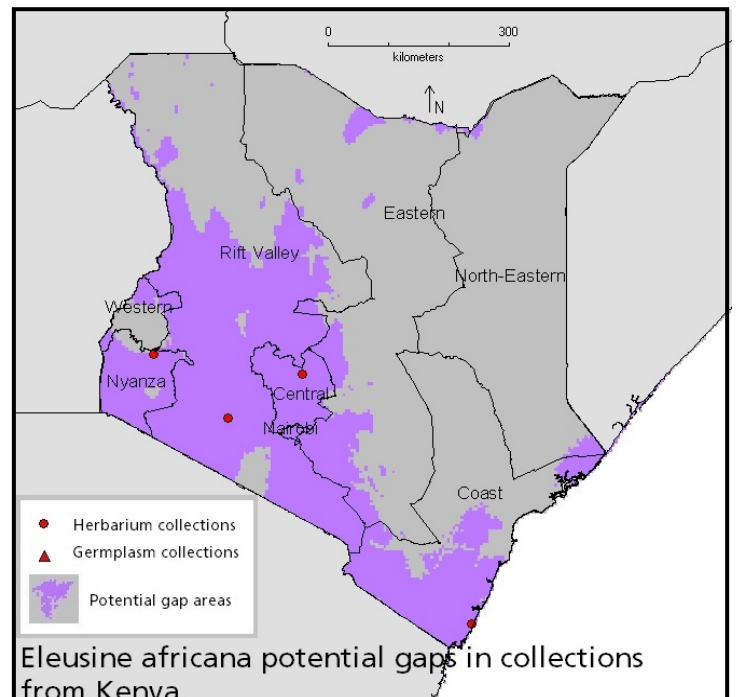 0
300
kilometers
N
Eastern
Rift Valley
North-Eastern
Western
Nyanza
Central
Nairobi
Coast
Herbarium collections
Germplasm collections
Potential gap areas
Eleusine africana potential gaps in collections
from Kenya